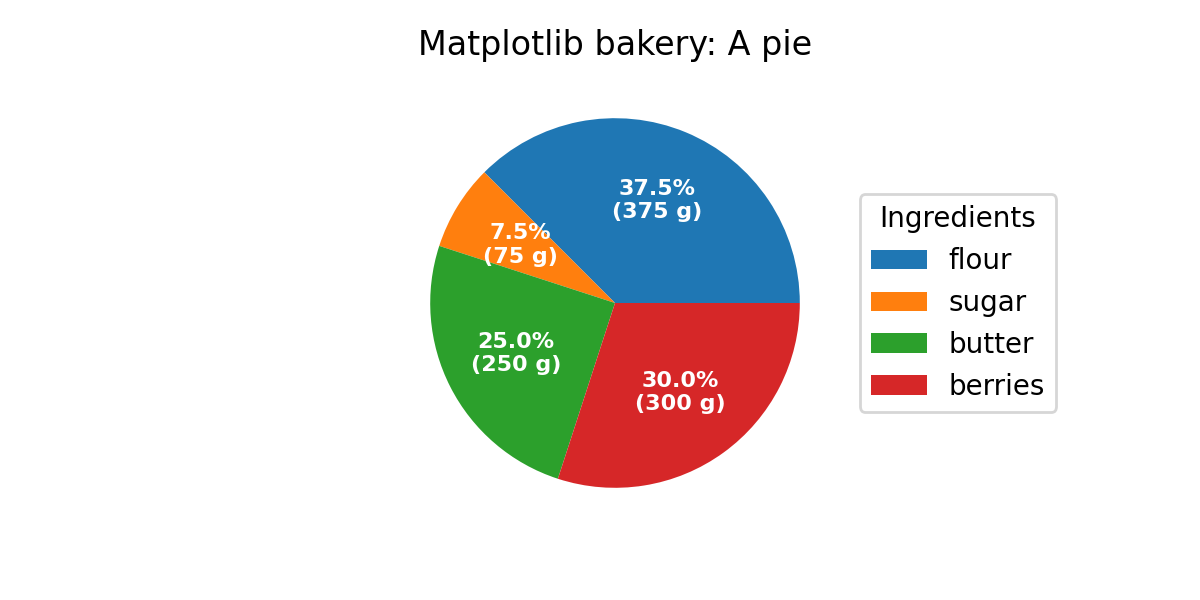 Matplotlib bakery: A pie
37.5%
(375 g)
7.5%
(75 g)
25.0%
(250 g)
30.0%
(300 g)
Ingredients
flour
sugar
butter
berries